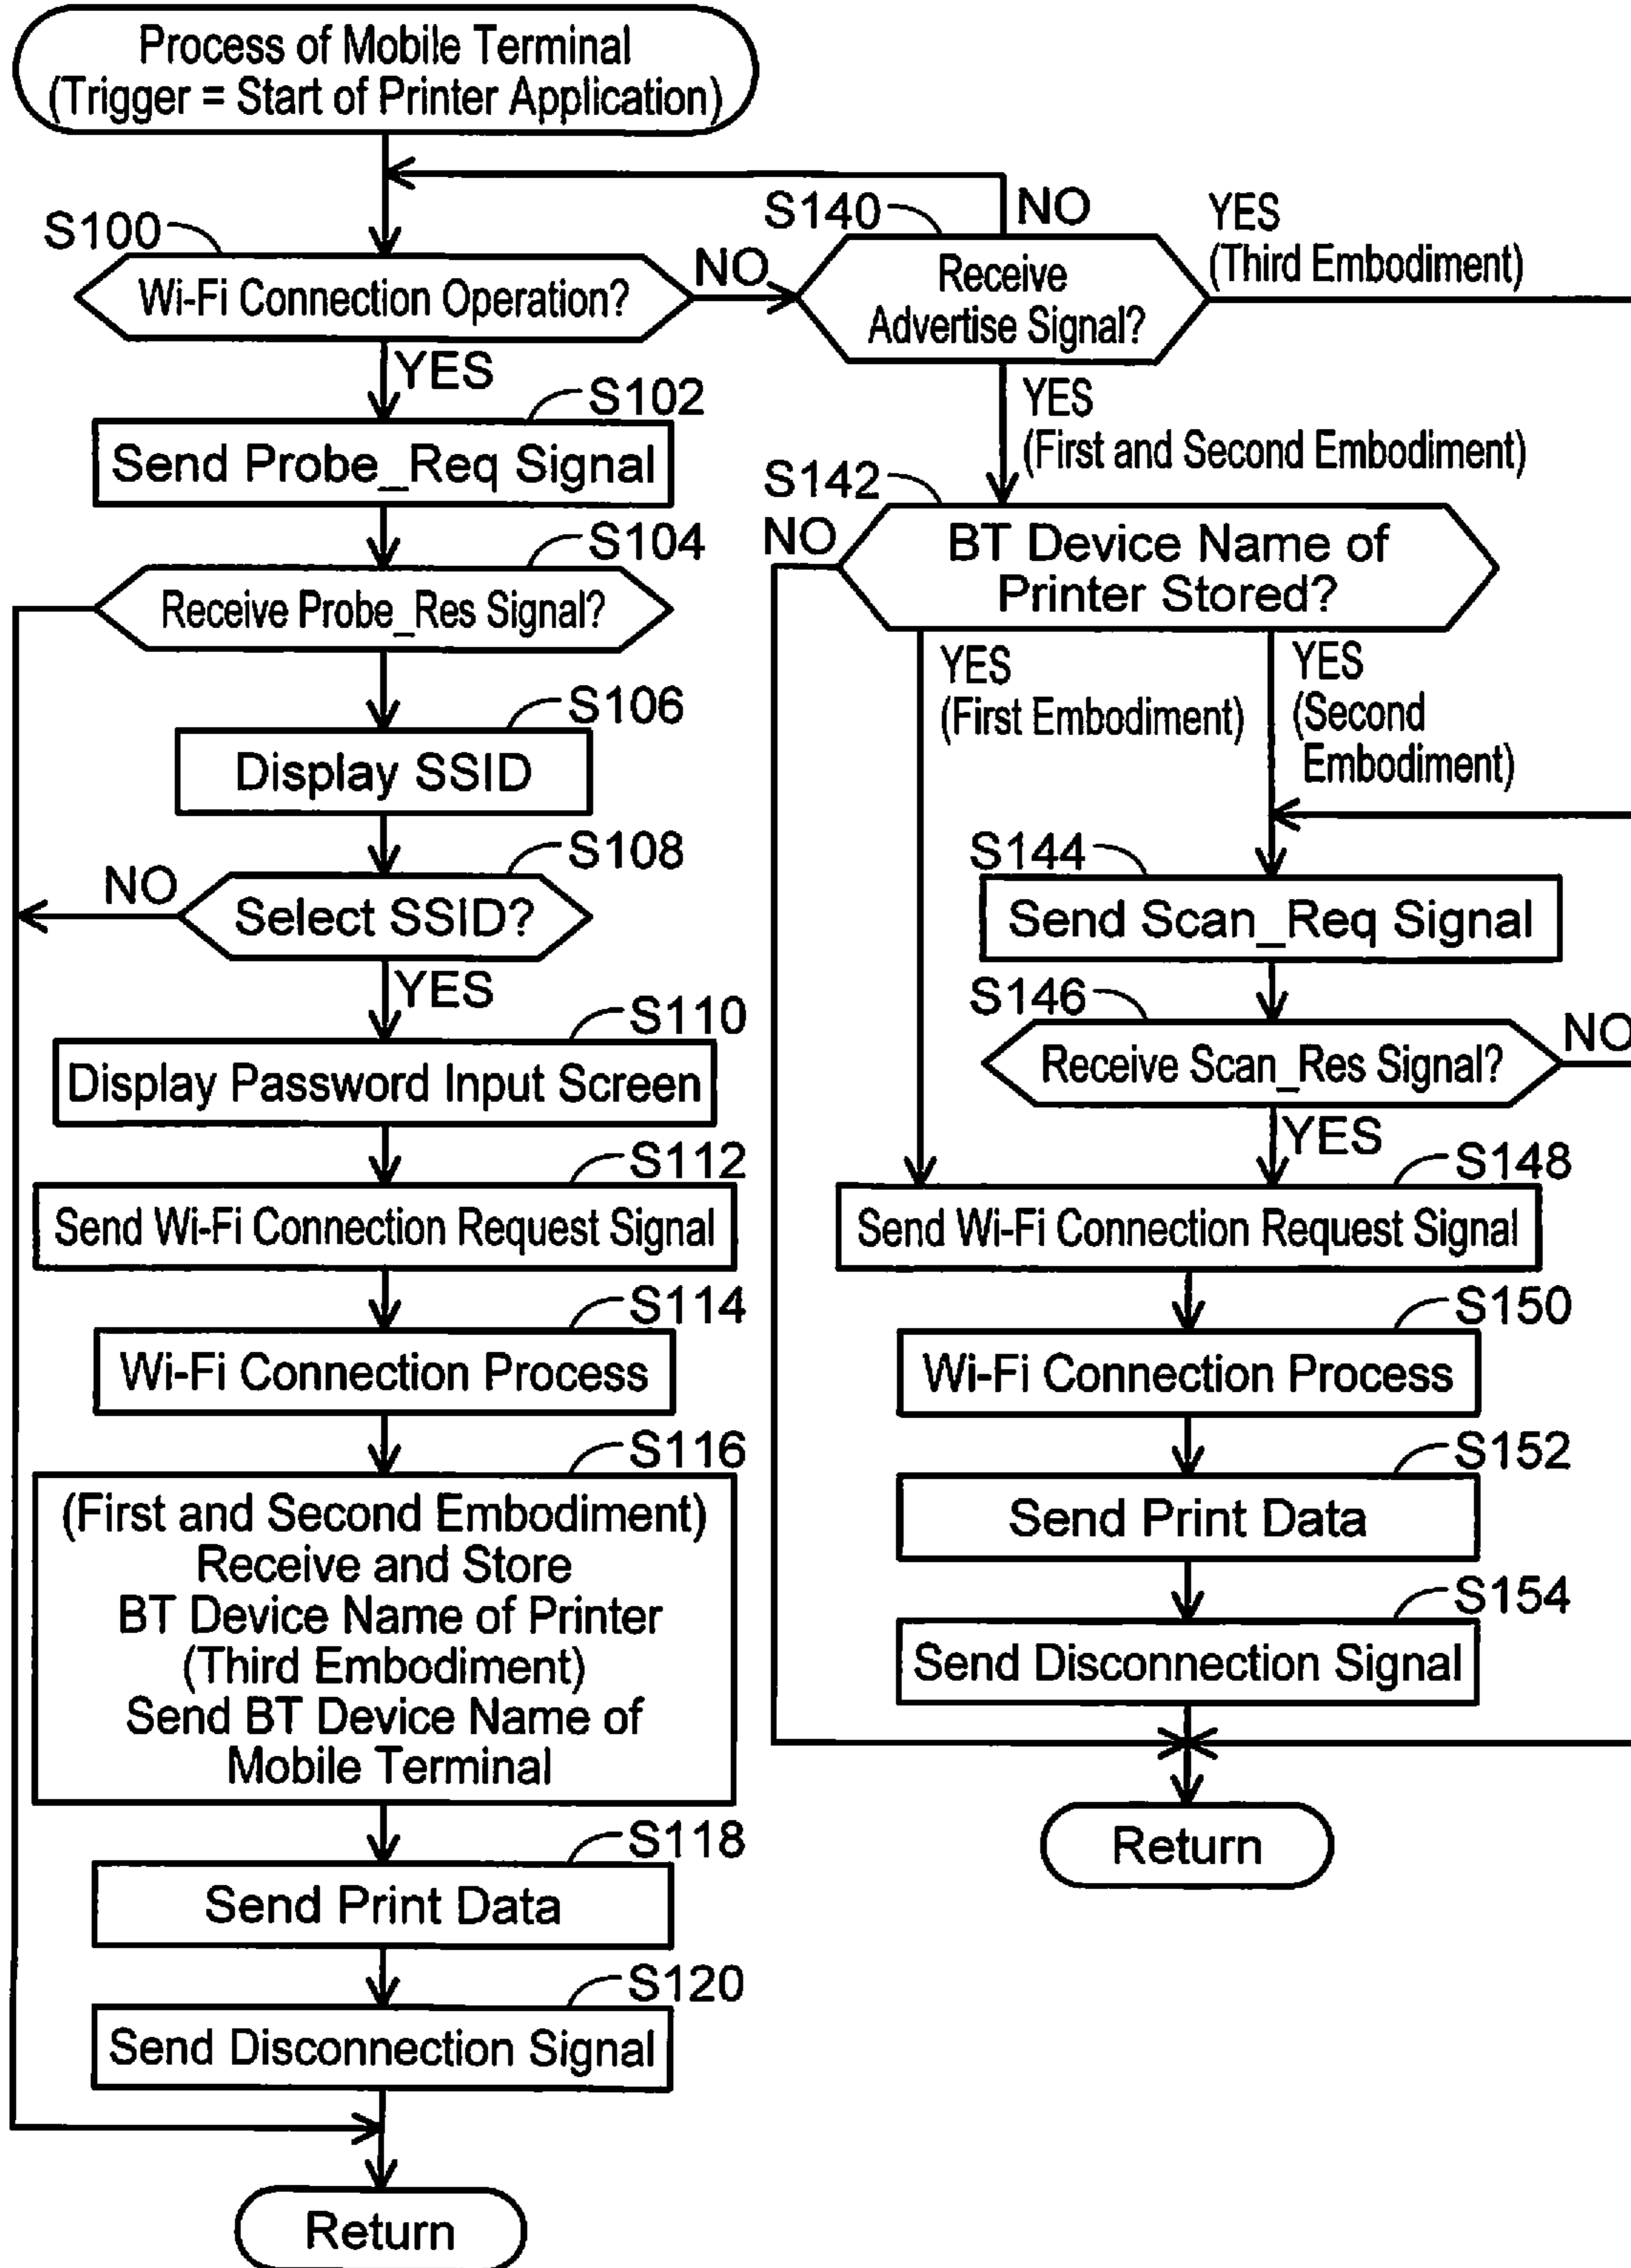 Process of Mobile Terminal
(Trigger = Start of Printer Application)
S100
Wi-Fi Connection Operation?
NO
YES
S102
Send Probe_Req Signal
S104
Receive Probe_Res Signal?
S106
Display SSID
S108
NO
Select SSID?
YES
S110
Display Password Input Screen
S112
Send Wi-Fi Connection Request Signal
S114
Wi-Fi Connection Process
S116
(First and Second Embodiment)
Receive and Store
BT Device Name of Printer
(Third Embodiment)
Send BT Device Name of
Mobile Terminal
S118
Send Print Data
S120
Send Disconnection Signal
Return
S140
NO
YES
(Third Embodiment)
Receive
Advertise Signal?
YES
(First and Second Embodiment)
S142
NO
BT Device Name of
Printer Stored?
YES
(First Embodiment)
YES
(Second
Embodiment)
S144
Send Scan_Req Signal
S146
Receive Scan_Res Signal?
NO
YES
S148
Send Wi-Fi Connection Request Signal
S150
Wi-Fi Connection Process
S152
Send Print Data
S154
Send Disconnection Signal
Return